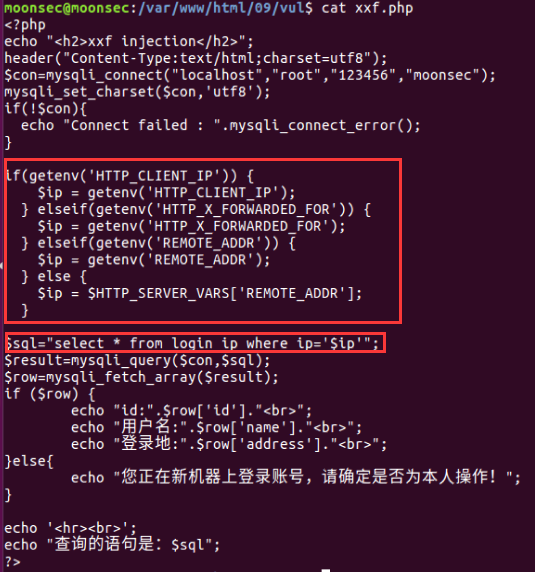 moonsec@moonsec:/var/www/html/09/vul$ cat xxf.php
<?php
echo "<h2>xxf injection</h2>";
header("Content-Type:text/html;charset=utf8");
$con=mysqli_connect("localhost","root","123456","moonsec");
mysqli_set_charset($con,'utf8');
if(!$con){
  echo "Connect failed : ".mysqli_connect_error();
}

if(getenv('HTTP_CLIENT_IP')) {
    $ip = getenv('HTTP_CLIENT_IP');
  } elseif(getenv('HTTP_X_FORWARDED_FOR')) {
    $ip = getenv('HTTP_X_FORWARDED_FOR');
  } elseif(getenv('REMOTE_ADDR')) {
    $ip = getenv('REMOTE_ADDR');
  } else {
    $ip = $HTTP_SERVER_VARS['REMOTE_ADDR'];
  }

$sql="select * from login_ip where ip='$ip'";
$result=mysqli_query($con,$sql);
$row=mysqli_fetch_array($result);
if ($row) {
        echo "id:".$row['id']."<br>";
        echo "用户名:".$row['name']."<br>";
        echo "登录地:".$row['address']."<br>";
}else{
        echo "您正在新机器上登录账号，请确定是否为本人操作！";
}

echo '<hr><br>';
echo "查询的语句是：$sql";
?>